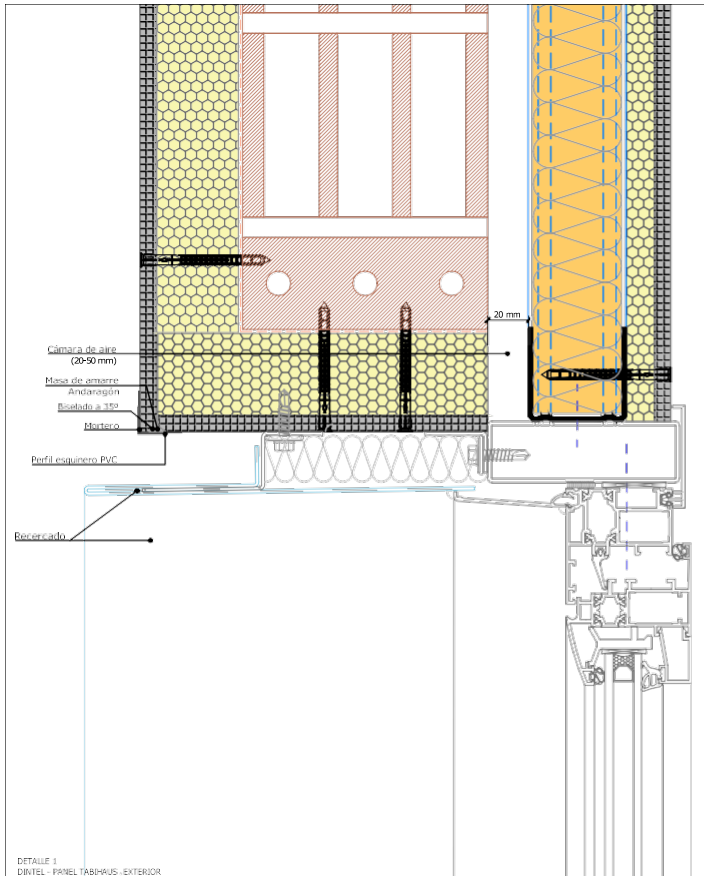 20 mm
Cámara de aire
(20-50 mm)
Masa de amarre
Andaragón
Biselado a 35º
Mortero
Perfil esquinero PVC
Recercado
DETALLE 1
DINTEL - PANEL TABIHAUS -EXTERIOR